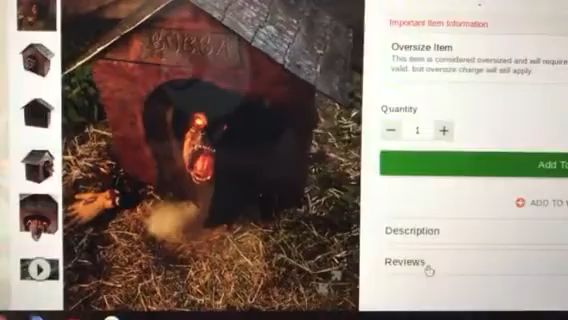 Important Item Information
Oversize Item
This item is considered oversized and will require
valid, but oversize charge will still apply.
Quantity
− 1 +
Add To
ADD TO
Description
Reviews